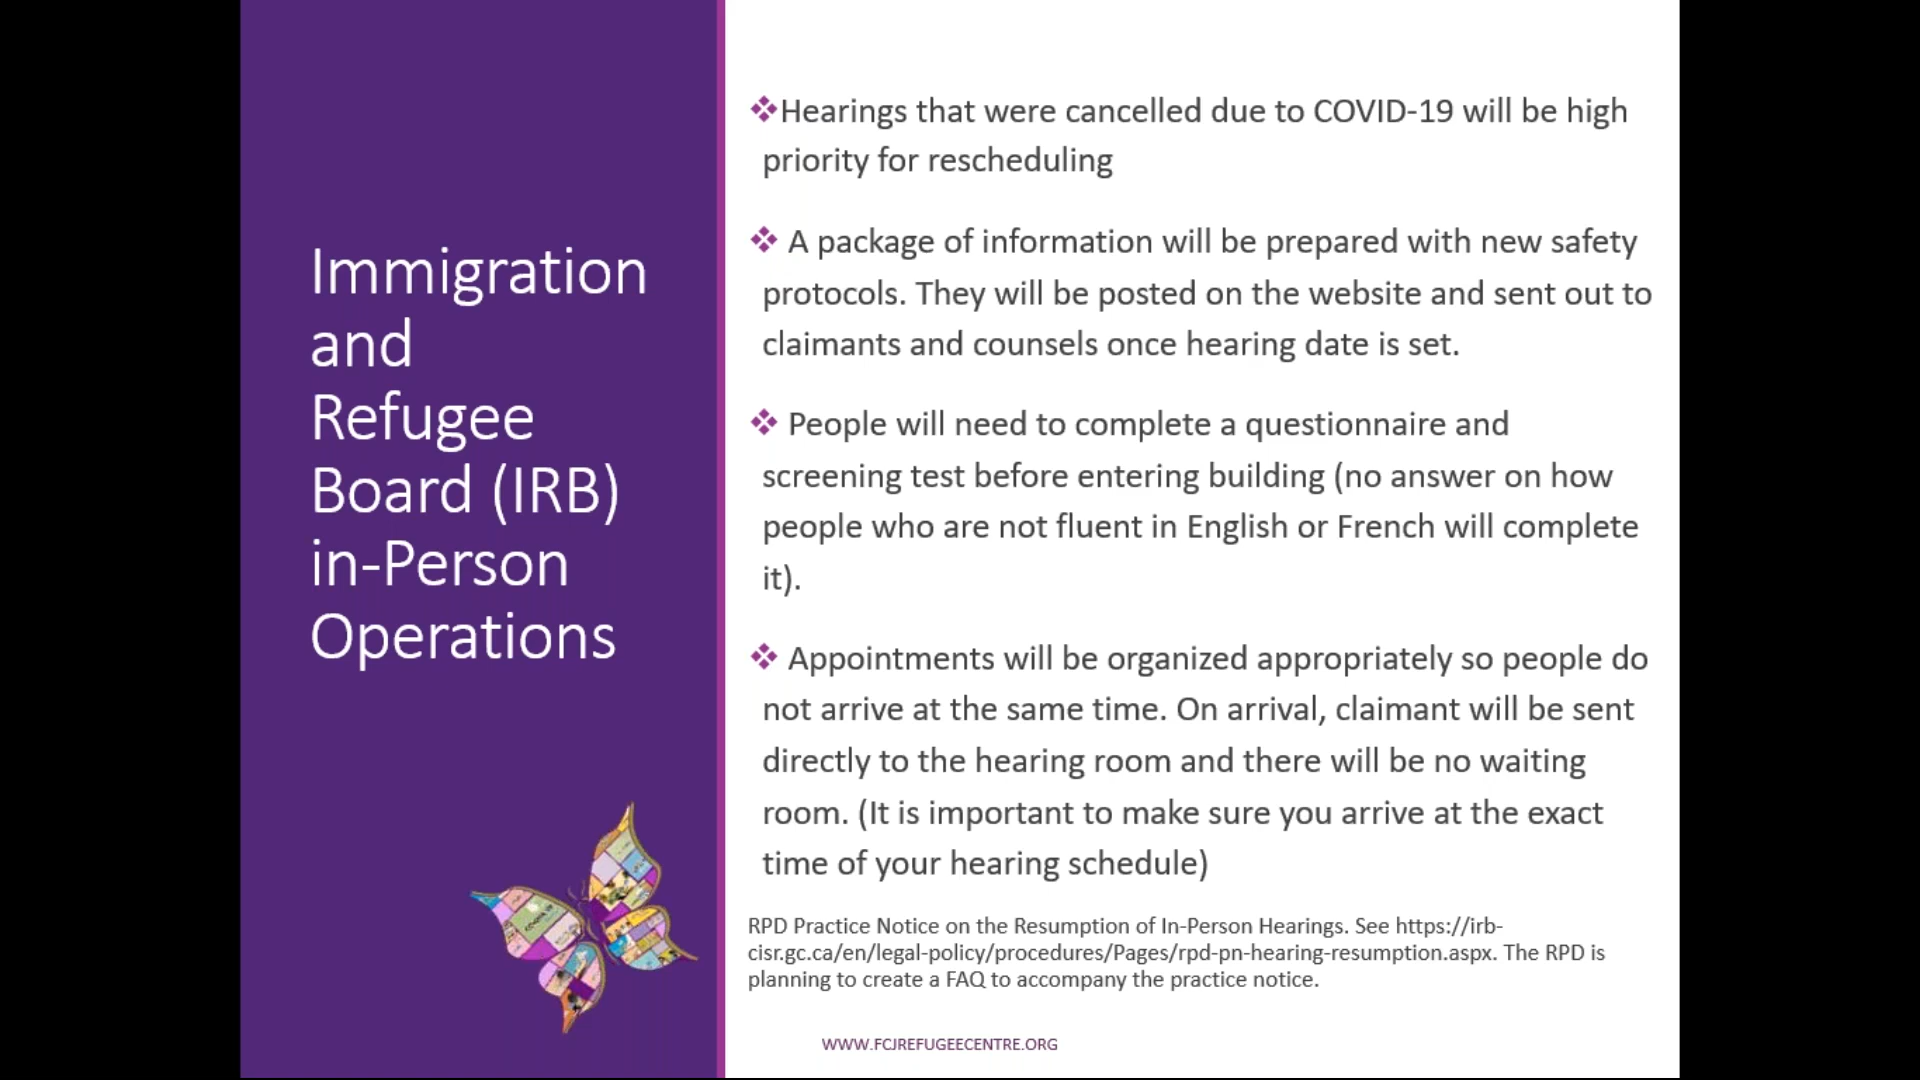 Immigration
and
Refugee
Board (IRB)
in-Person
Operations
Hearings that were cancelled due to COVID-19 will be high
priority for rescheduling
A package of information will be prepared with new safety
protocols. They will be posted on the website and sent out to
claimants and counsels once hearing date is set.
People will need to complete a questionnaire and
screening test before entering building (no answer on how
people who are not fluent in English or French will complete
it).
Appointments will be organized appropriately so people do
not arrive at the same time. On arrival, claimant will be sent
directly to the hearing room and there will be no waiting
room. (It is important to make sure you arrive at the exact
time of your hearing schedule)
RPD Practice Notice on the Resumption of In-Person Hearings. See https://irb-
cisr.gc.ca/en/legal-policy/procedures/Pages/rpd-pn-hearing-resumption.aspx. The RPD is
planning to create a FAQ to accompany the practice notice.
WWW.FCJREFUGEECENTRE.ORG